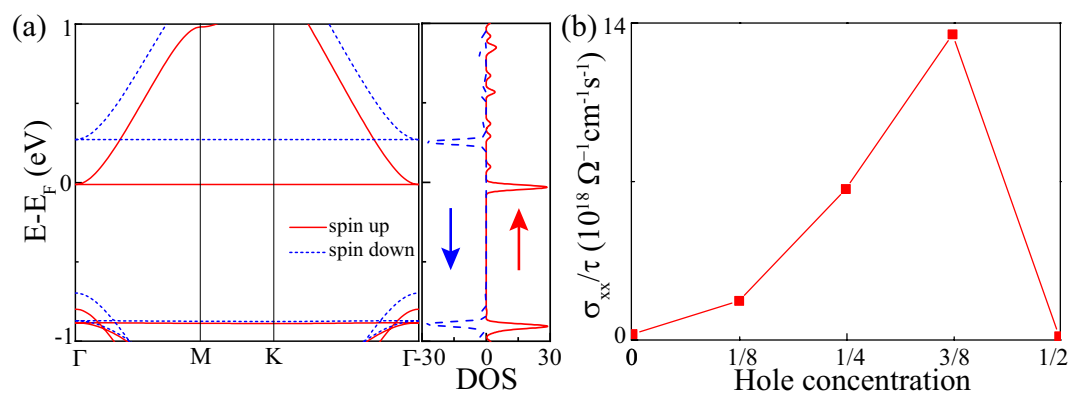 (a)
1
0
-1
E-E_F (eV)
spin up
spin down
Γ
M
K
Γ
-30
0
30
DOS
(b)
14
0
σ_xx/τ (10^18 Ω^−1cm^-1s^-1)
0
1/8
1/4
3/8
1/2
Hole concentration